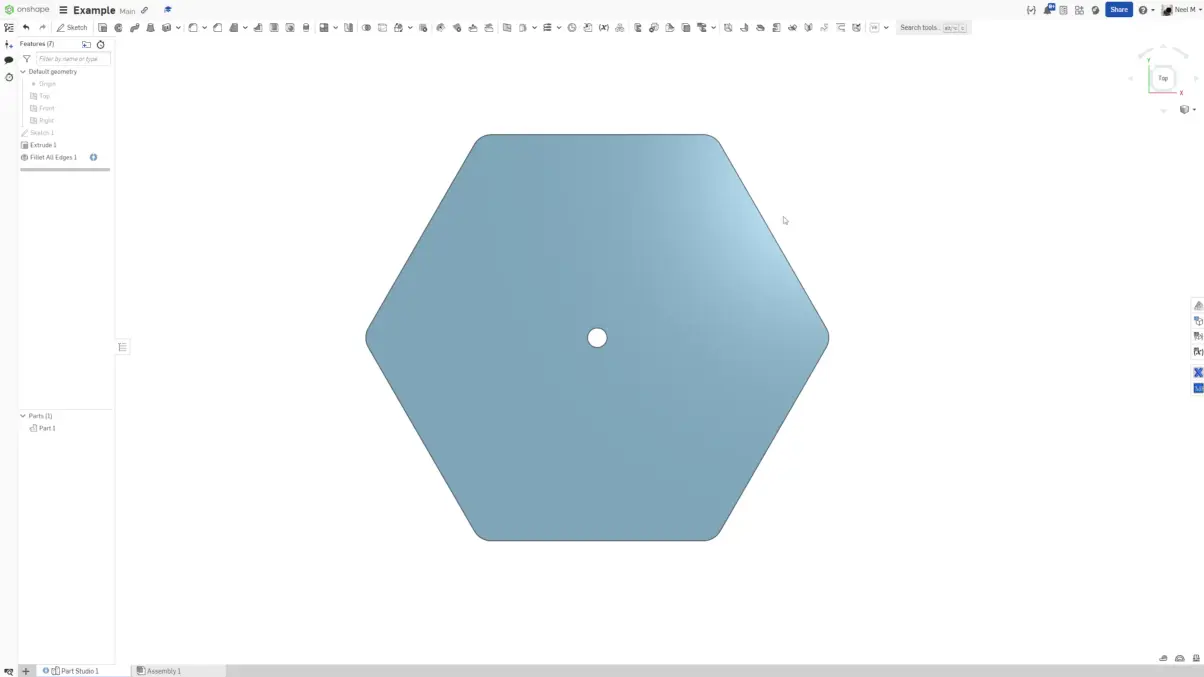 onshape
Example Main
Share
Neel M
Sketch
Search tools...
Features (7)
Filter by name or type
Default geometry
Origin
Top
Front
Right
Sketch 1
Extrude 1
Fillet All Edges 1
Y
Top
X
Parts (1)
Part 1
Part Studio 1
Assembly 1